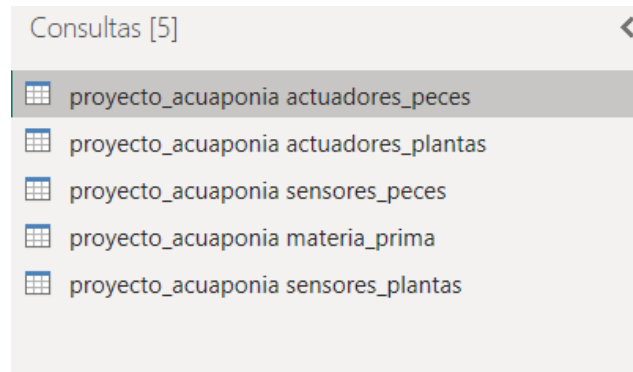 Consultas [5]
proyecto_acuaponia actuadores_peces
proyecto_acuaponia actuadores_plantas
proyecto_acuaponia sensores_peces
proyecto_acuaponia materia_prima
proyecto_acuaponia sensores_plantas